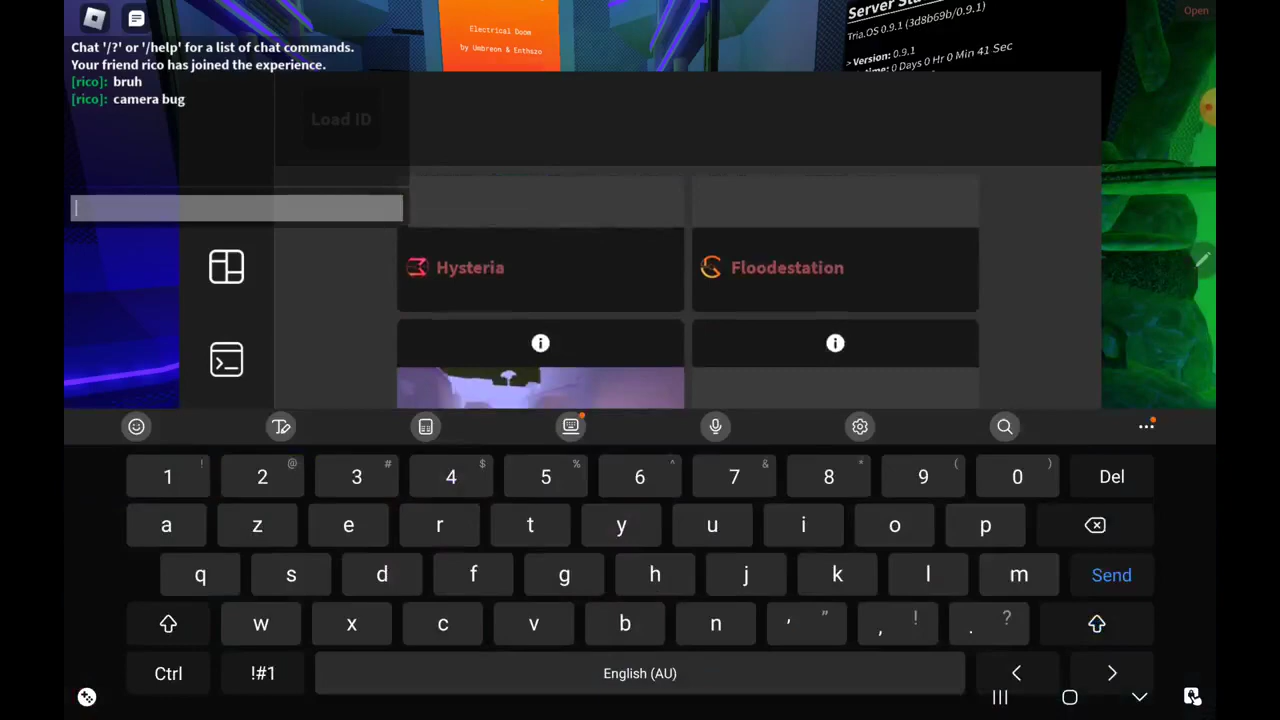 Electrical Doom
by Umbreon & Enthazo
Tria.OS 0.9.1 (3d8b69b/0.9.1)
> Version: 0.9.1
0 Days 0 Hr 0 Min 41 Sec
Open
Chat '/?' or '/help' for a list of chat commands.
Your friend rico has joined the experience.
[rico]: bruh
[rico]: camera bug
Load ID
Hysteria
Floodestation
1 ! 2 @ 3 # 4 $ 5 % 6 ^ 7 & 8 * 9 ( 0 ) Del
a z e r t y u i o p
q s d f g h j k l m Send
w x c v b n ' " , ! . ?
Ctrl !#1 English (AU) < >